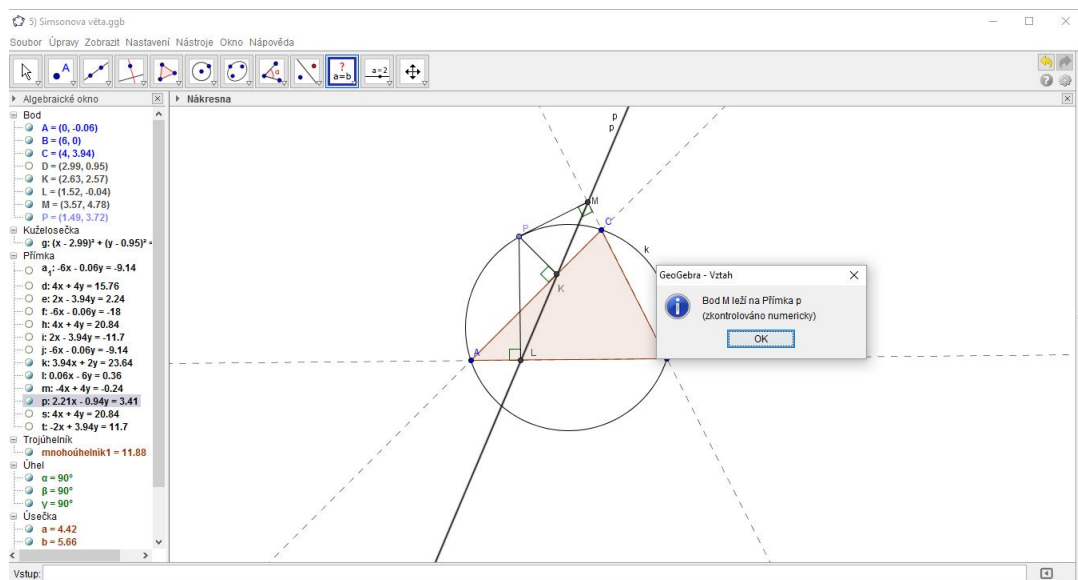 5) Simsonova věta.ggb
Soubor Úpravy Zobrazit Nastavení Nástroje Okno Nápověda
A
α
?
a=b
a=2
Algebraické okno
Nákresna
Bod
A = (0, -0.06)
B = (6, 0)
C = (4, 3.94)
D = (2.99, 0.95)
K = (2.63, 2.57)
L = (1.52, -0.04)
M = (3.57, 4.78)
P = (1.49, 3.72)
Kuželosečka
g: (x - 2.99)² + (y - 0.95)² =
Přímka
a₁: -6x - 0.06y = -9.14
d: 4x + 4y = 15.76
e: 2x - 3.94y = 2.24
f: -6x - 0.06y = -18
h: 4x + 4y = 20.84
i: 2x - 3.94y = -11.7
j: -6x - 0.06y = -9.14
k: 3.94x + 2y = 23.64
l: 0.06x - 6y = 0.36
m: -4x + 4y = -0.24
p: 2.21x - 0.94y = 3.41
s: 4x + 4y = 20.84
t: -2x + 3.94y = 11.7
Trojúhelník
mnohoúhelník1 = 11.88
Úhel
α = 90°
β = 90°
γ = 90°
Úsečka
a = 4.42
b = 5.66
Vstup:
p
p
M
C
P
k
K
A
L
GeoGebra - Vztah
Bod M leží na Přímka p
(zkontrolováno numericky)
OK